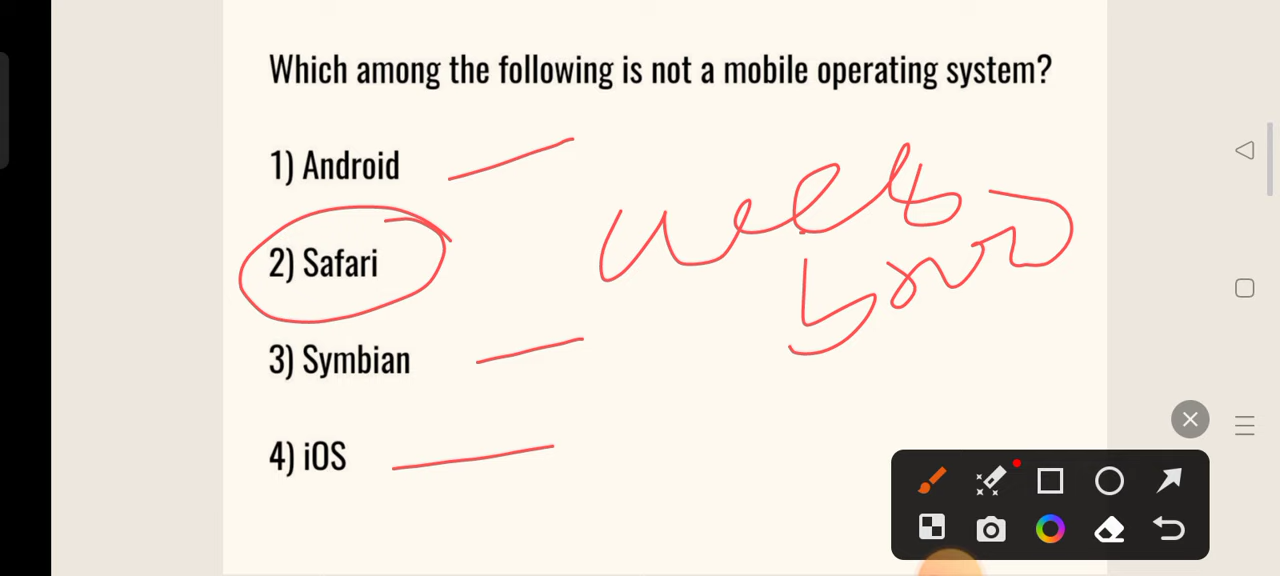 Which among the following is not a mobile operating system?
1) Android
2) Safari
3) Symbian
4) iOS